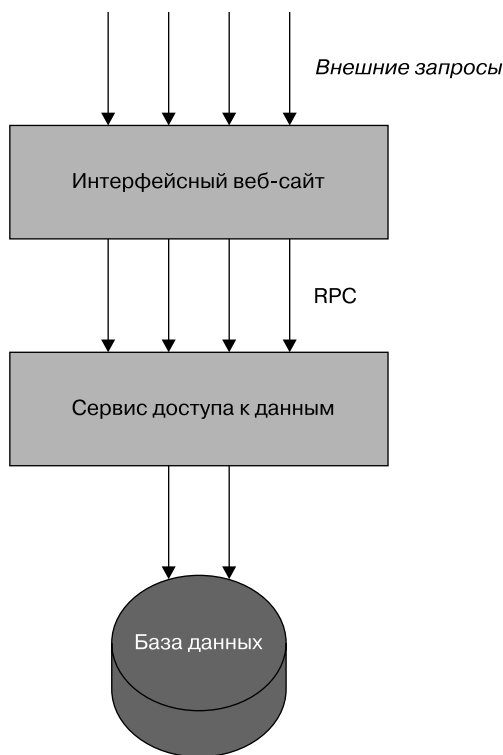 Внешние запросы
Интерфейсный веб-сайт
RPC
Сервис доступа к данным
База данных